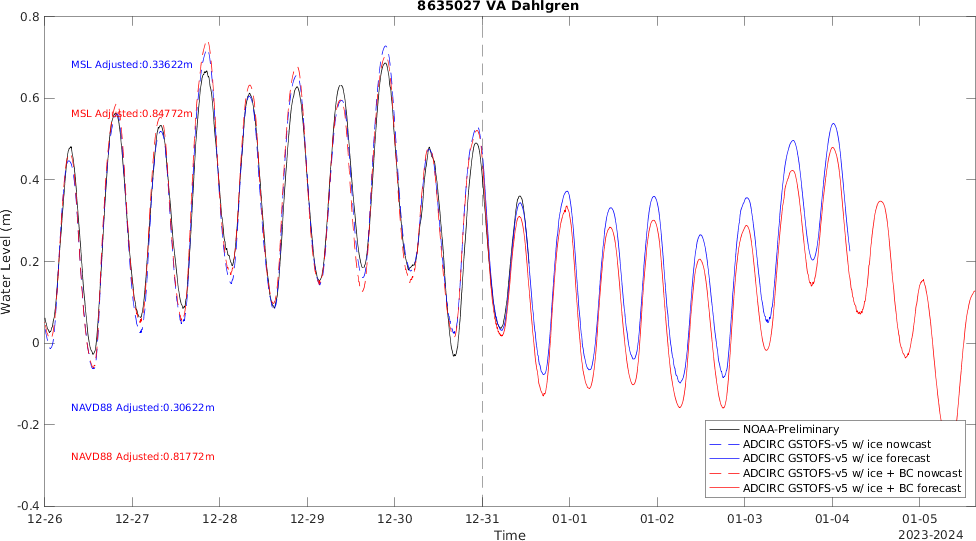 8635027 VA Dahlgren
0.8
0.6
0.4
0.2
0
-0.2
-0.4
Water Level (m)
MSL Adjusted:0.33622m
MSL Adjusted:0.84772m
NAVD88 Adjusted:0.30622m
NAVD88 Adjusted:0.81772m
NOAA-Preliminary
ADCIRC GSTOFS-v5 w/ ice nowcast
ADCIRC GSTOFS-v5 w/ ice forecast
ADCIRC GSTOFS-v5 w/ ice + BC nowcast
ADCIRC GSTOFS-v5 w/ ice + BC forecast
12-26 12-27 12-28 12-29 12-30 12-31 01-01 01-02 01-03 01-04 01-05
Time
2023-2024